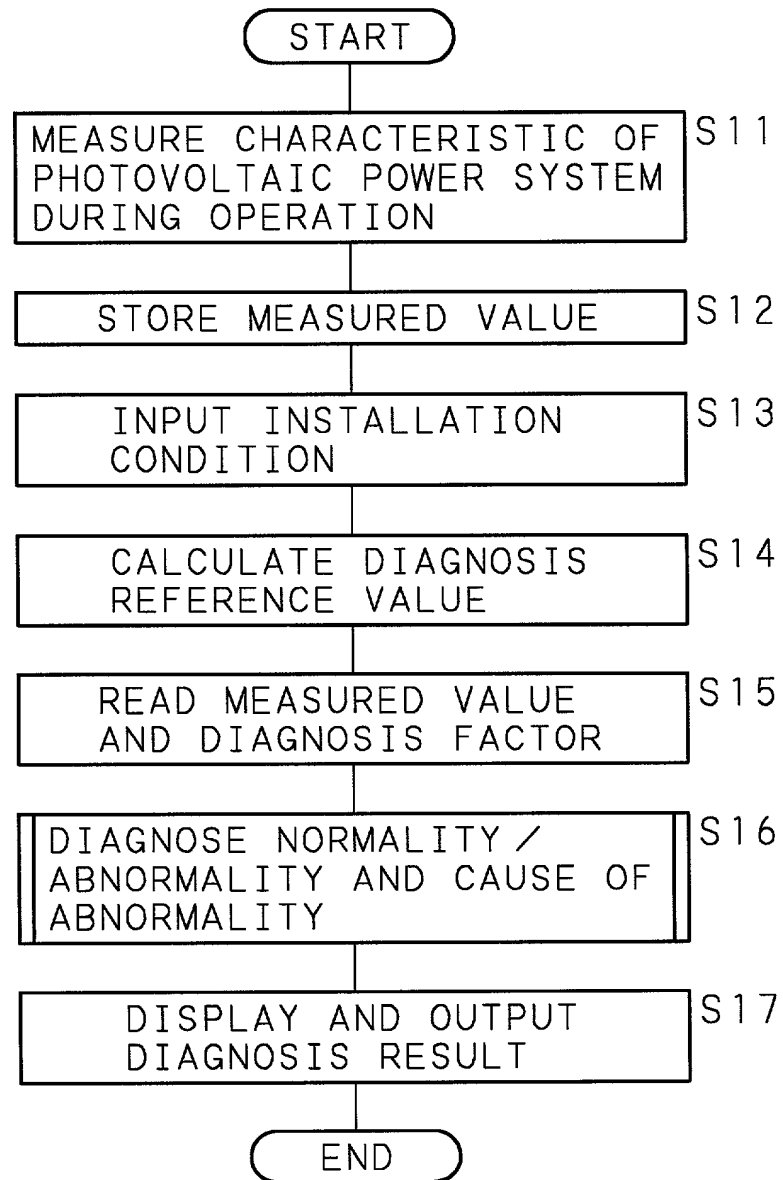 START
MEASURE CHARACTERISTIC OF S11
PHOTOVOLTAIC POWER SYSTEM
DURING OPERATION
STORE MEASURED VALUE S12
INPUT INSTALLATION S13
CONDITION
CALCULATE DIAGNOSIS S14
REFERENCE VALUE
READ MEASURED VALUE S15
AND DIAGNOSIS FACTOR
DIAGNOSE NORMALITY/ S16
ABNORMALITY AND CAUSE OF
ABNORMALITY
DISPLAY AND OUTPUT S17
DIAGNOSIS RESULT
END